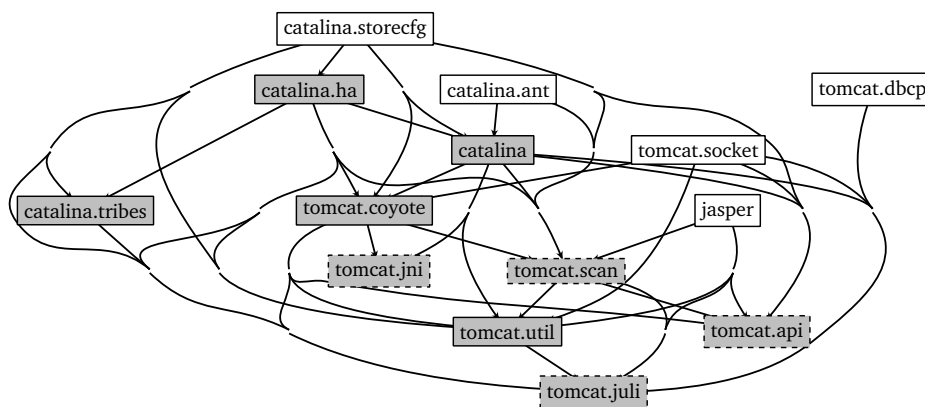 catalina.storecfg
catalina.ha
catalina.ant
tomcat.dbcp
catalina
tomcat.socket
catalina.tribes
tomcat.coyote
jasper
tomcat.jni
tomcat.scan
tomcat.util
tomcat.api
tomcat.juli